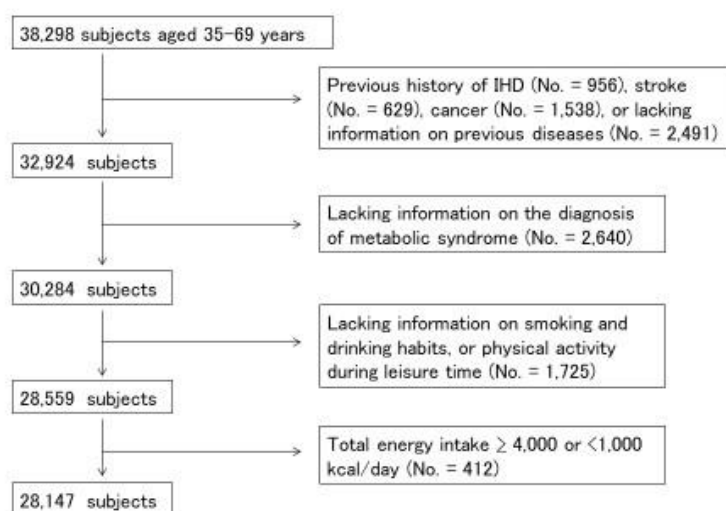 38,298 subjects aged 35-69 years
Previous history of IHD (No. = 956), stroke
(No. = 629), cancer (No. = 1,538), or lacking
information on previous diseases (No. = 2,491)
32,924 subjects
Lacking information on the diagnosis
of metabolic syndrome (No. = 2,640)
30,284 subjects
Lacking information on smoking and
drinking habits, or physical activity
during leisure time (No. = 1,725)
28,559 subjects
Total energy intake ≥ 4,000 or <1,000
kcal/day (No. = 412)
28,147 subjects